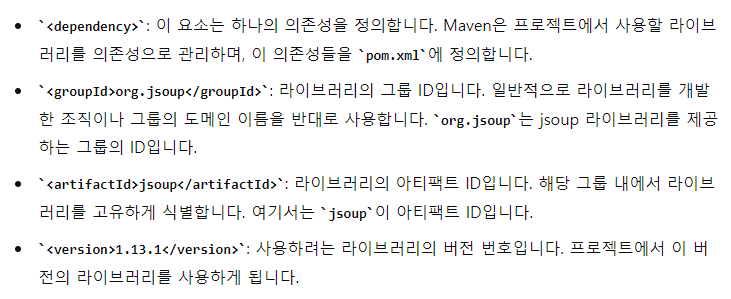 • `<dependency>`: 이 요소는 하나의 의존성을 정의합니다. Maven은 프로젝트에서 사용할 라이브
러리를 의존성으로 관리하며, 이 의존성들을 `pom.xml`에 정의합니다.
• `<groupId>org.jsoup</groupId>`: 라이브러리의 그룹 ID입니다. 일반적으로 라이브러리를 개발
한 조직이나 그룹의 도메인 이름을 반대로 사용합니다. `org.jsoup`는 jsoup 라이브러리를 제공
하는 그룹의 ID입니다.
• `<artifactId>jsoup</artifactId>`: 라이브러리의 아티팩트 ID입니다. 해당 그룹 내에서 라이브
러리를 고유하게 식별합니다. 여기서는 `jsoup`이 아티팩트 ID입니다.
• `<version>1.13.1</version>`: 사용하려는 라이브러리의 버전 번호입니다. 프로젝트에서 이 버
전의 라이브러리를 사용하게 됩니다.